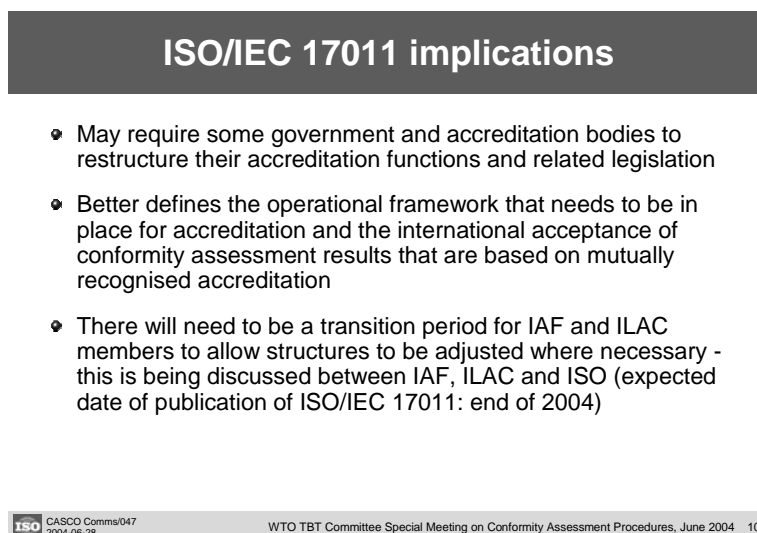 ISO/IEC 17011 implications
May require some government and accreditation bodies to
restructure their accreditation functions and related legislation
Better defines the operational framework that needs to be in
place for accreditation and the international acceptance of
conformity assessment results that are based on mutually
recognised accreditation
There will need to be a transition period for IAF and ILAC
members to allow structures to be adjusted where necessary -
this is being discussed between IAF, ILAC and ISO (expected
date of publication of ISO/IEC 17011: end of 2004)
ISO
CASCO Comms/047
2004-06-28
WTO TBT Committee Special Meeting on Conformity Assessment Procedures, June 2004 10